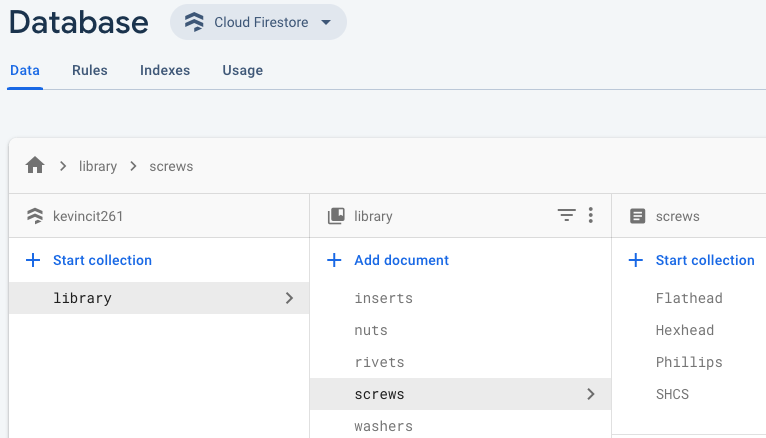 Database
Cloud Firestore
Data Rules Indexes Usage
library screws
kevincit261 library screws
Start collection Add document Start collection
library inserts Flathead
nuts Hexhead
rivets Phillips
screws SHCS
washers